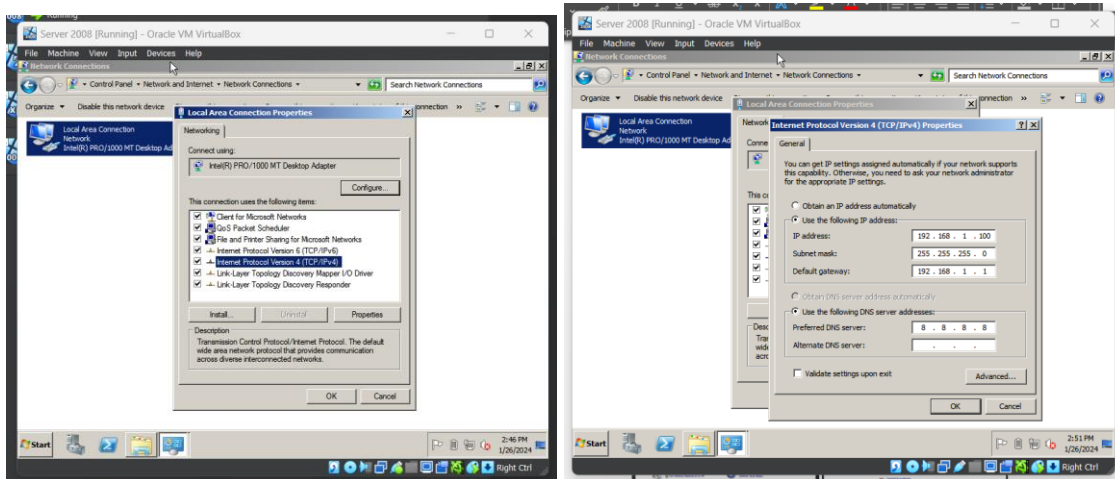 Server 2008 [Running] - Oracle VM VirtualBox
File Machine View Input Devices Help
Network Connections
Control Panel Network and Internet Network Connections
Search Network Connections
Organize Disable this network device
onnection »
Local Area Connection
Network
Intel(R) PRO/1000 MT Desktop Ad
Local Area Connection Properties
Networking
Connect using:
Intel(R) PRO/1000 MT Desktop Adapter
Configure...
This connection uses the following items:
Client for Microsoft Networks
QoS Packet Scheduler
File and Printer Sharing for Microsoft Networks
Internet Protocol Version 6 (TCP/IPv6)
Internet Protocol Version 4 (TCP/IPv4)
Link-Layer Topology Discovery Mapper I/O Driver
Link-Layer Topology Discovery Responder
Install... Uninstall Properties
Description
Transmission Control Protocol/Internet Protocol. The default
wide area network protocol that provides communication
across diverse interconnected networks.
OK Cancel
Start
2:46 PM
1/26/2024
Right Ctrl
Server 2008 [Running] - Oracle VM VirtualBox
File Machine View Input Devices Help
Network Connections
Control Panel Network and Internet Network Connections
Search Network Connections
Organize Disable this network device
onnection »
Local Area Connection
Network
Intel(R) PRO/1000 MT Desktop Ad
Local Area Connection Properties
Network
Conne
This co
Desc
Tran
wide
acro
Internet Protocol Version 4 (TCP/IPv4) Properties
General
You can get IP settings assigned automatically if your network supports
this capability. Otherwise, you need to ask your network administrator
for the appropriate IP settings.
Obtain an IP address automatically
Use the following IP address:
IP address: 192 . 168 . 1 . 100
Subnet mask: 255 . 255 . 255 . 0
Default gateway: 192 . 168 . 1 . 1
Obtain DNS server address automatically
Use the following DNS server addresses:
Preferred DNS server: 8 . 8 . 8 . 8
Alternate DNS server: . . .
Validate settings upon exit
Advanced...
OK Cancel
Start
2:51 PM
1/26/2024
Right Ctrl